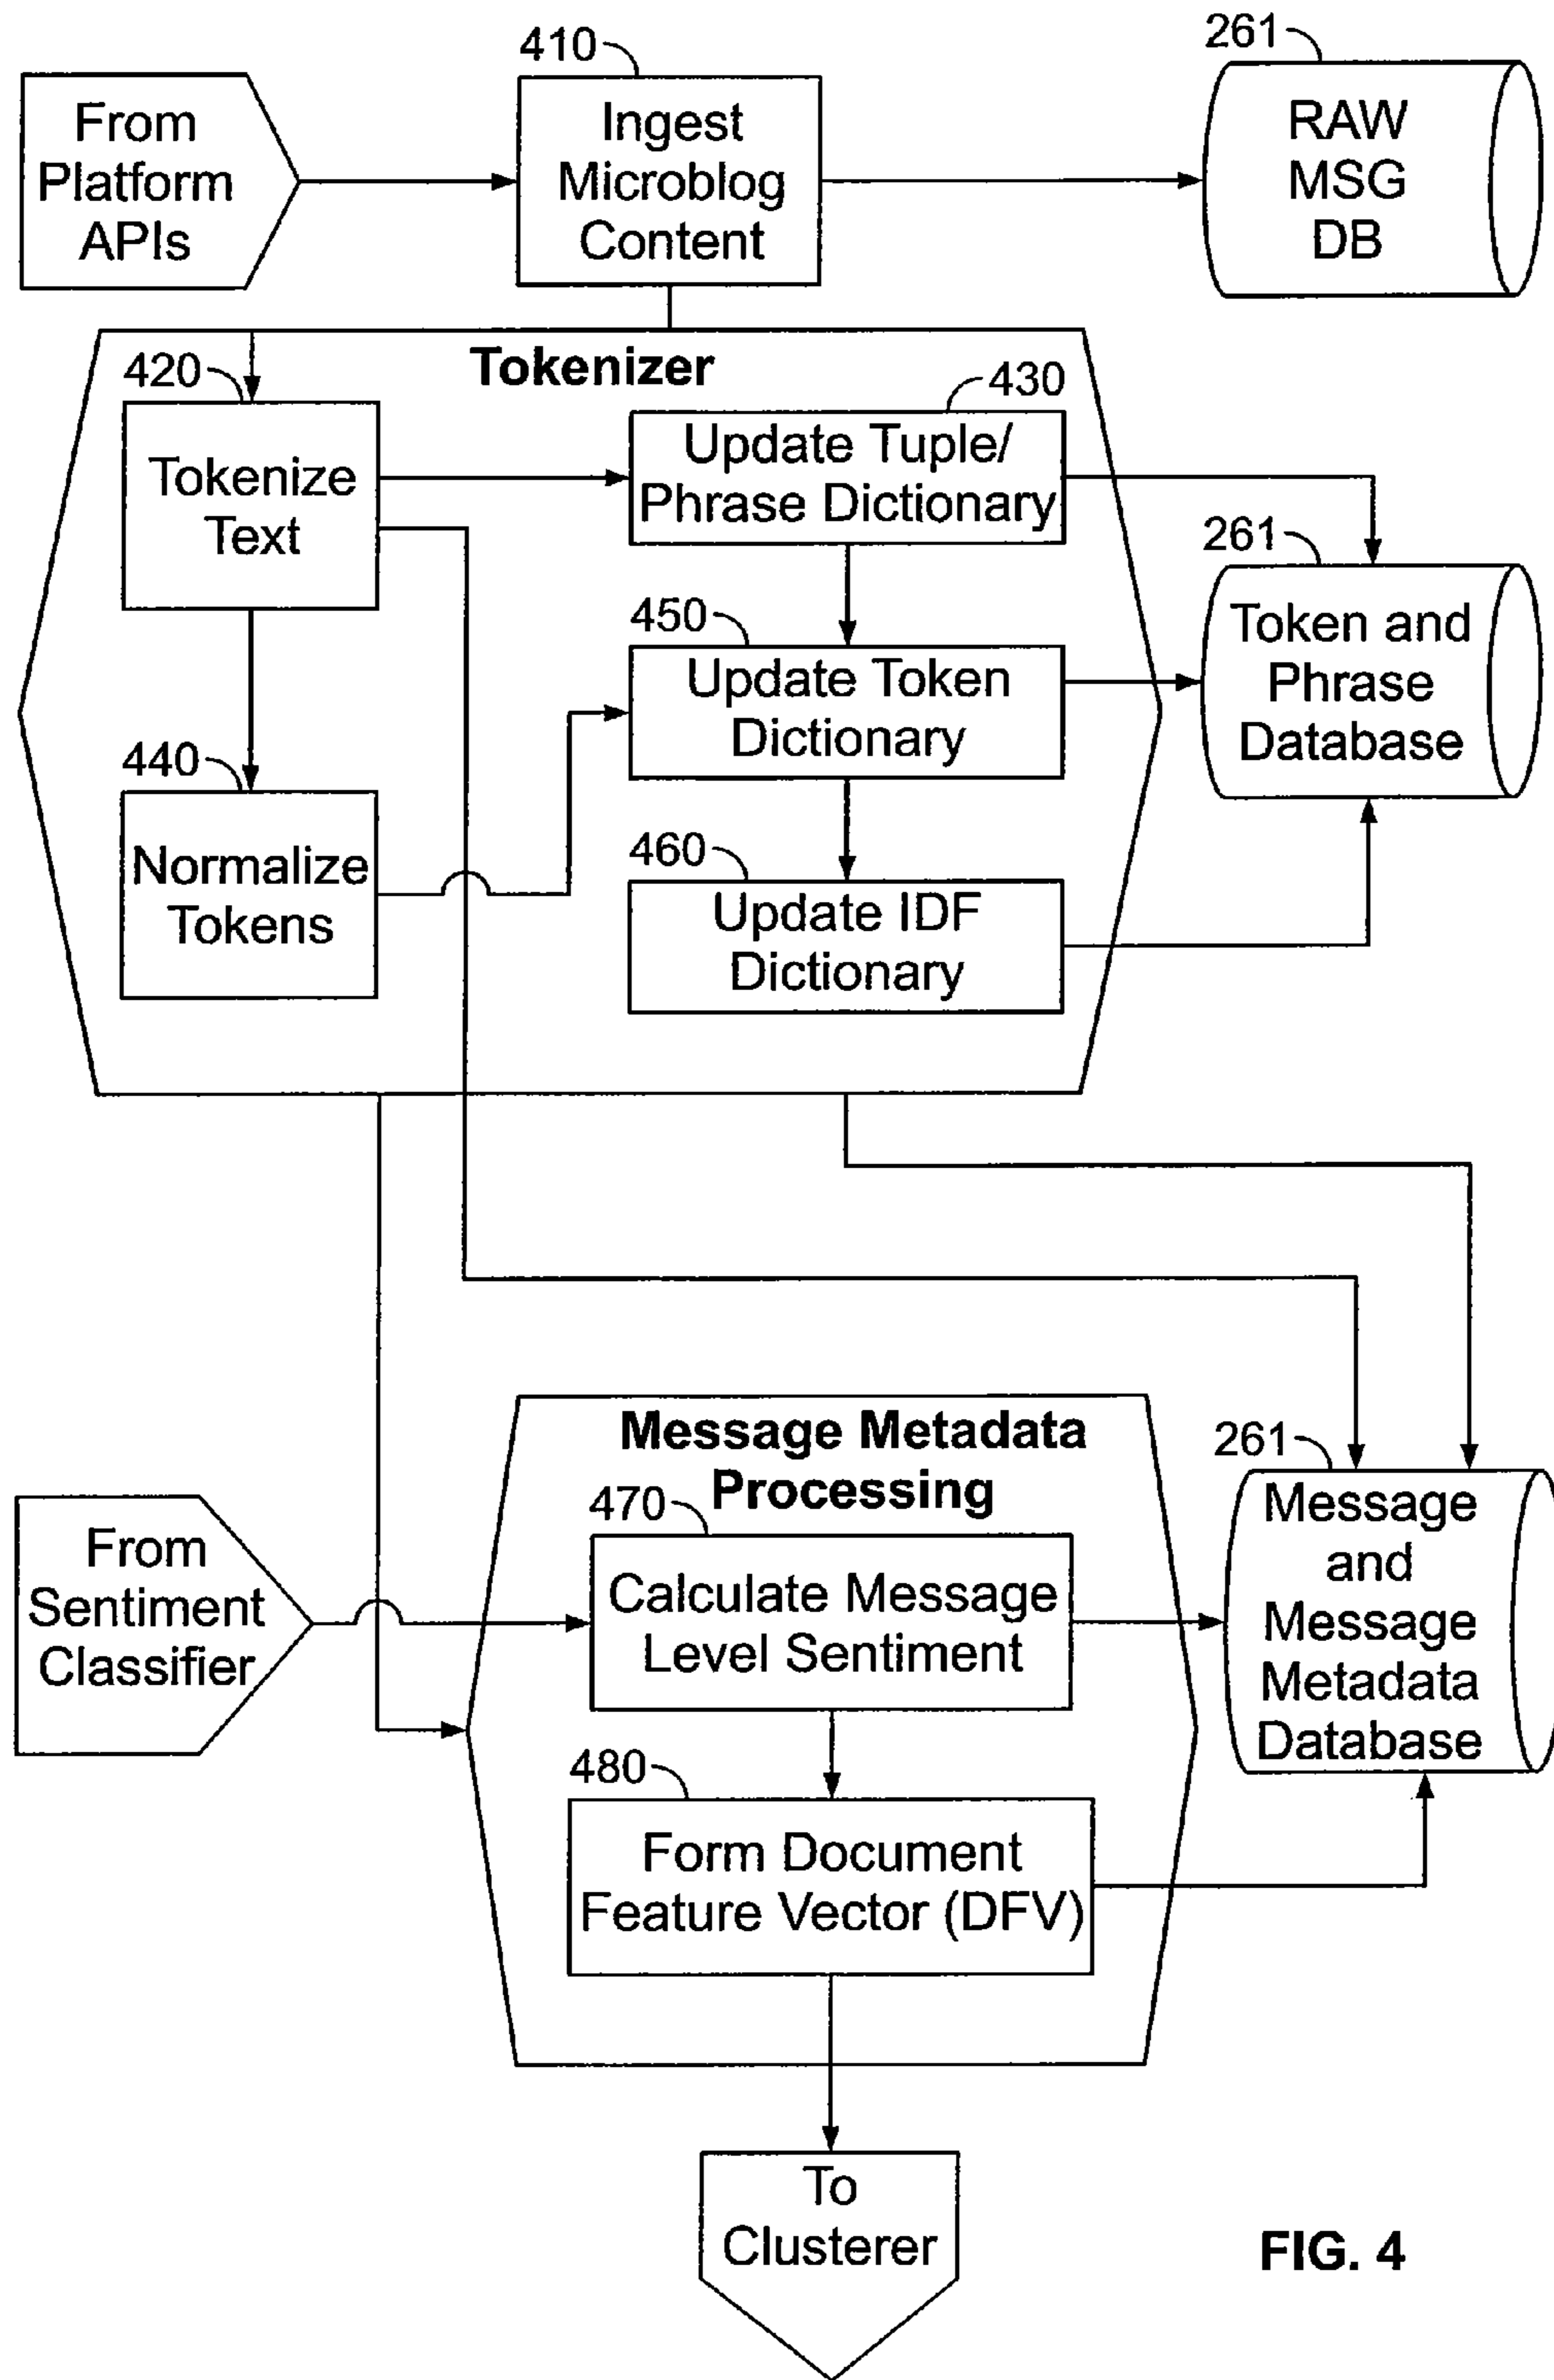 410
261
From
Platform
APIs
Ingest
Microblog
Content
RAW
MSG
DB
Tokenizer
420
430
Tokenize
Text
Update Tuple/
Phrase Dictionary
261
Token and
Phrase
Database
450
Update Token
Dictionary
440
Normalize
Tokens
460
Update IDF
Dictionary
Message Metadata
Processing
261
470
From
Sentiment
Classifier
Calculate Message
Level Sentiment
Message
and
Message
Metadata
Database
480
Form Document
Feature Vector (DFV)
To
Clusterer
FIG. 4